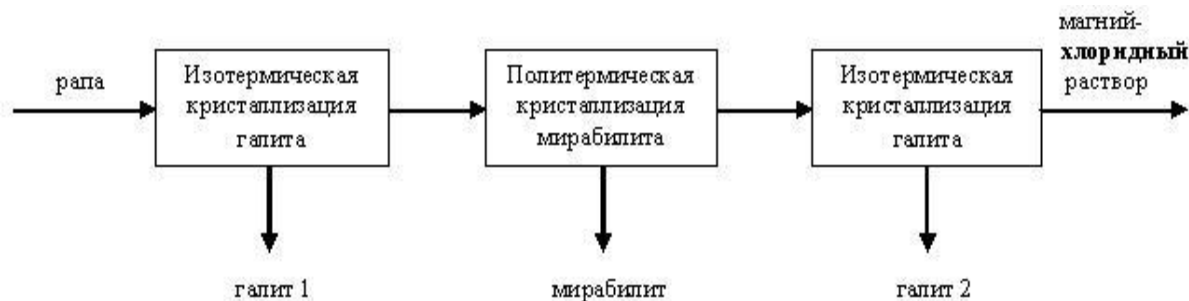 магний-
хлоридный
раствор
рапа
Изотермическая
кристаллизация
галита
Политермическая
кристаллизация
мирабилита
Изотермическая
кристаллизация
галита
галит 1
мирабилит
галит 2